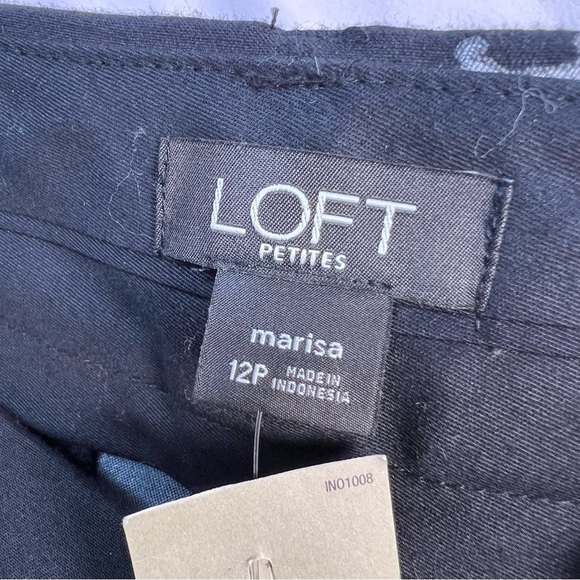 LOFT
PETITES
marisa
12P MADE IN
INDONESIA
IN01008